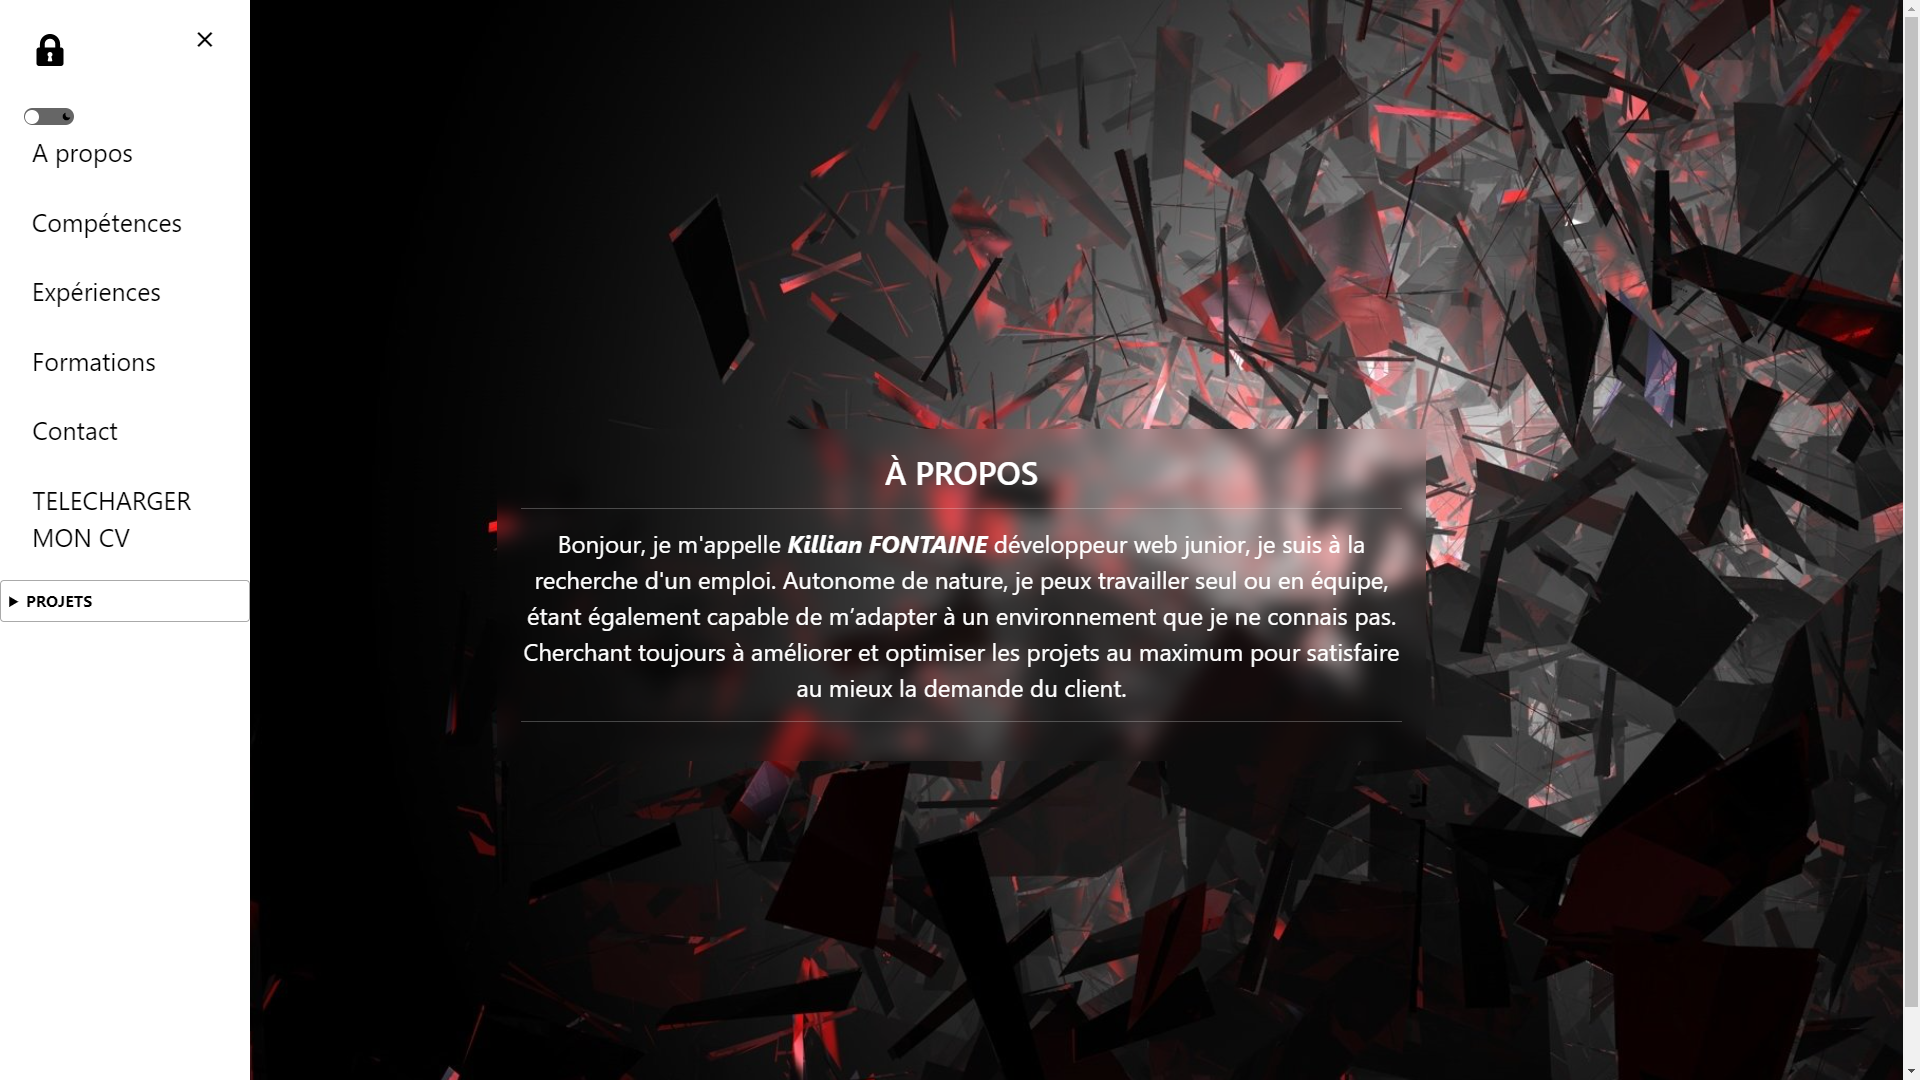 A propos
Compétences
Expériences
Formations
Contact
TELECHARGER
MON CV
PROJETS
À PROPOS
Bonjour, je m'appelle Killian FONTAINE développeur web junior, je suis à la
recherche d'un emploi. Autonome de nature, je peux travailler seul ou en équipe,
étant également capable de m’adapter à un environnement que je ne connais pas.
Cherchant toujours à améliorer et optimiser les projets au maximum pour satisfaire
au mieux la demande du client.